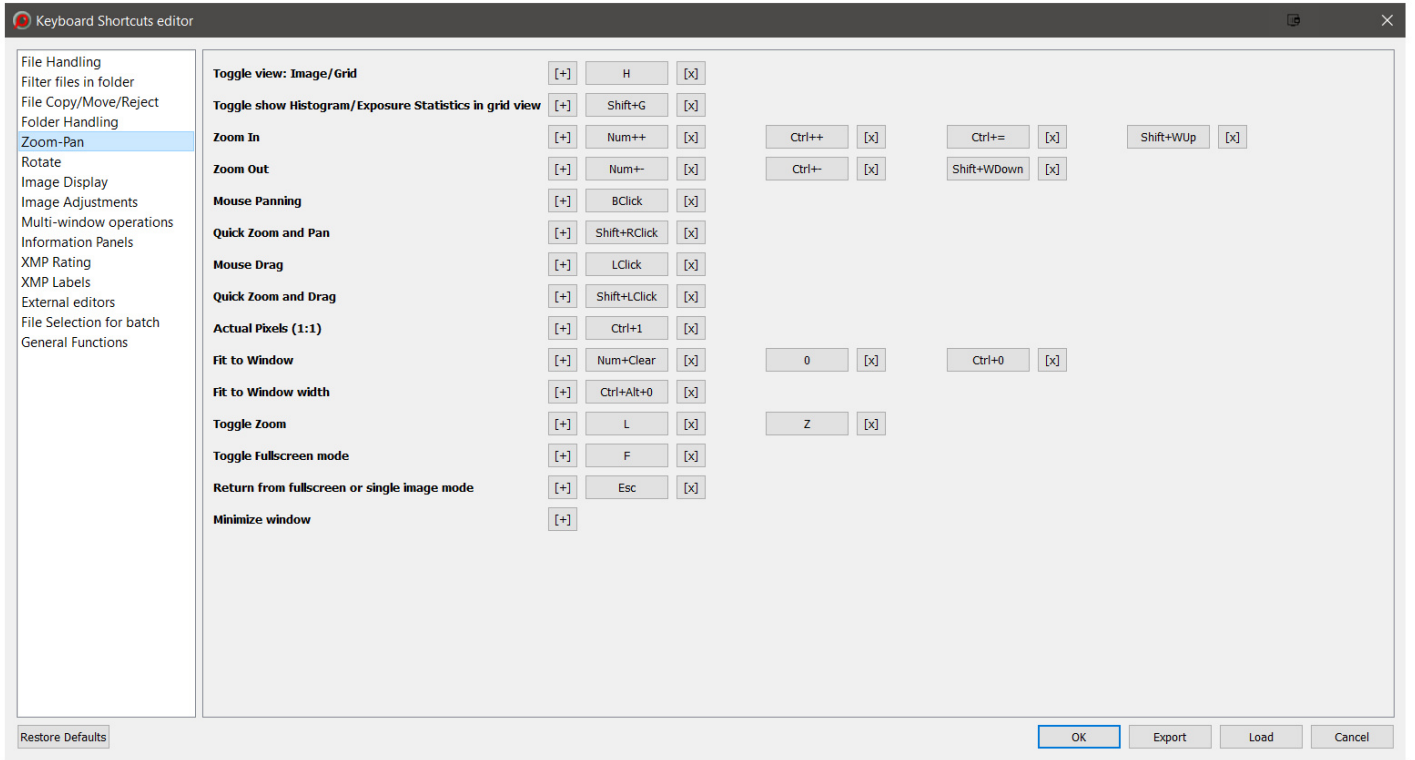 Keyboard Shortcuts editor
File Handling
Filter files in folder
File Copy/Move/Reject
Folder Handling
Zoom-Pan
Rotate
Image Display
Image Adjustments
Multi-window operations
Information Panels
XMP Rating
XMP Labels
External editors
File Selection for batch
General Functions
Toggle view: Image/Grid [+] H [x]
Toggle show Histogram/Exposure Statistics in grid view [+] Shift+G [x]
Zoom In [+] Num++ [x] Ctrl++ [x] Ctrl+= [x] Shift+WUp [x]
Zoom Out [+] Num+- [x] Ctrl+- [x] Shift+WDown [x]
Mouse Panning [+] BClick [x]
Quick Zoom and Pan [+] Shift+RClick [x]
Mouse Drag [+] LClick [x]
Quick Zoom and Drag [+] Shift+LClick [x]
Actual Pixels (1:1) [+] Ctrl+1 [x]
Fit to Window [+] Num+Clear [x] 0 [x] Ctrl+0 [x]
Fit to Window width [+] Ctrl+Alt+0 [x]
Toggle Zoom [+] L [x] Z [x]
Toggle Fullscreen mode [+] F [x]
Return from fullscreen or single image mode [+] Esc [x]
Minimize window [+]
Restore Defaults OK Export Load Cancel